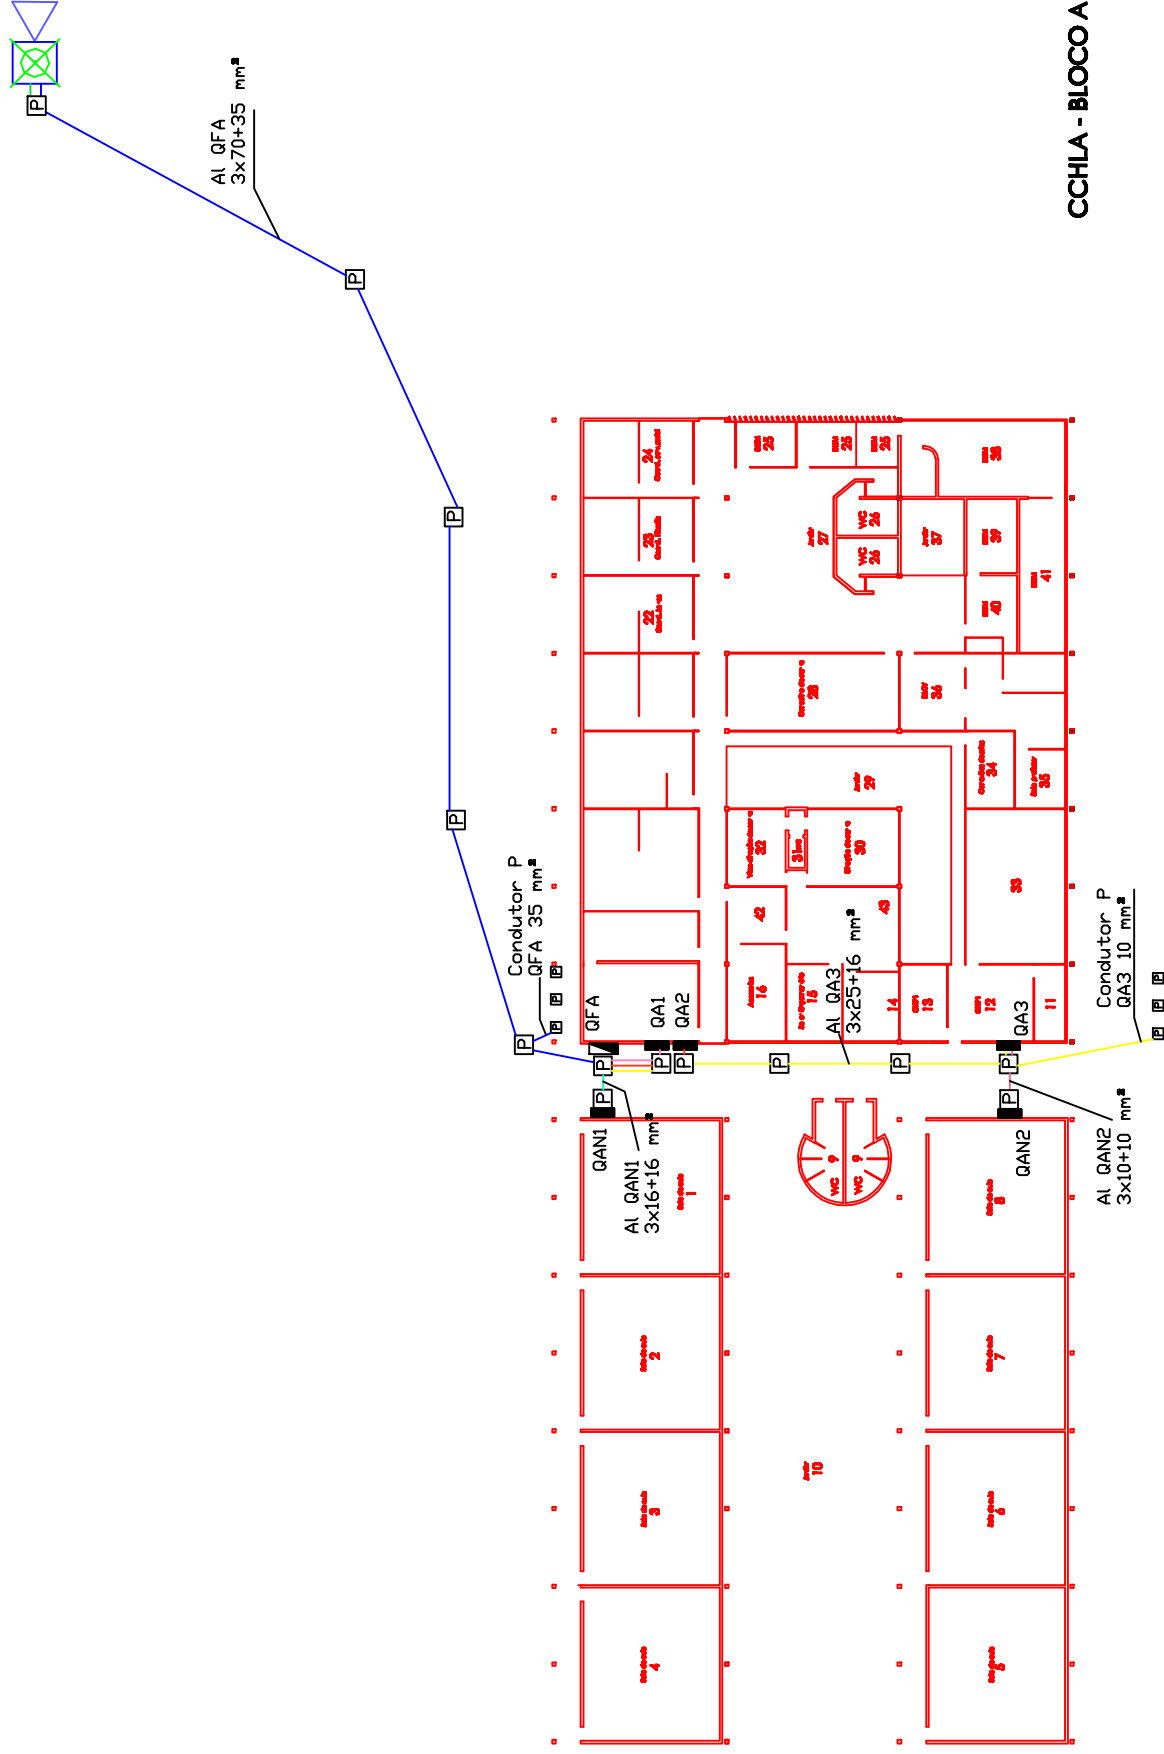 CCHLA - BLOCO A
Al QFA
3x70+35 mm²
P
P
P
P
P
Condutor P
QFA 35 mm²
P P P
QFA
QA1
QA2
P
P
P
P
P
P
P
QAN1
Al QAN1
3x16+16 mm²
Al QA3
3x25+16 mm²
QA3
P
QAN2
Al QAN2
3x10+10 mm²
Condutor P
QA3 10 mm²
P P P
24
23
22
25
25
25
WC
26
WC
26
27
28
29
30
31
32
33
34
35
36
37
38
39
40
41
42
43
16
15
14
13
12
11
WC 9
WC 9
10
1
2
3
4
5
6
7
8